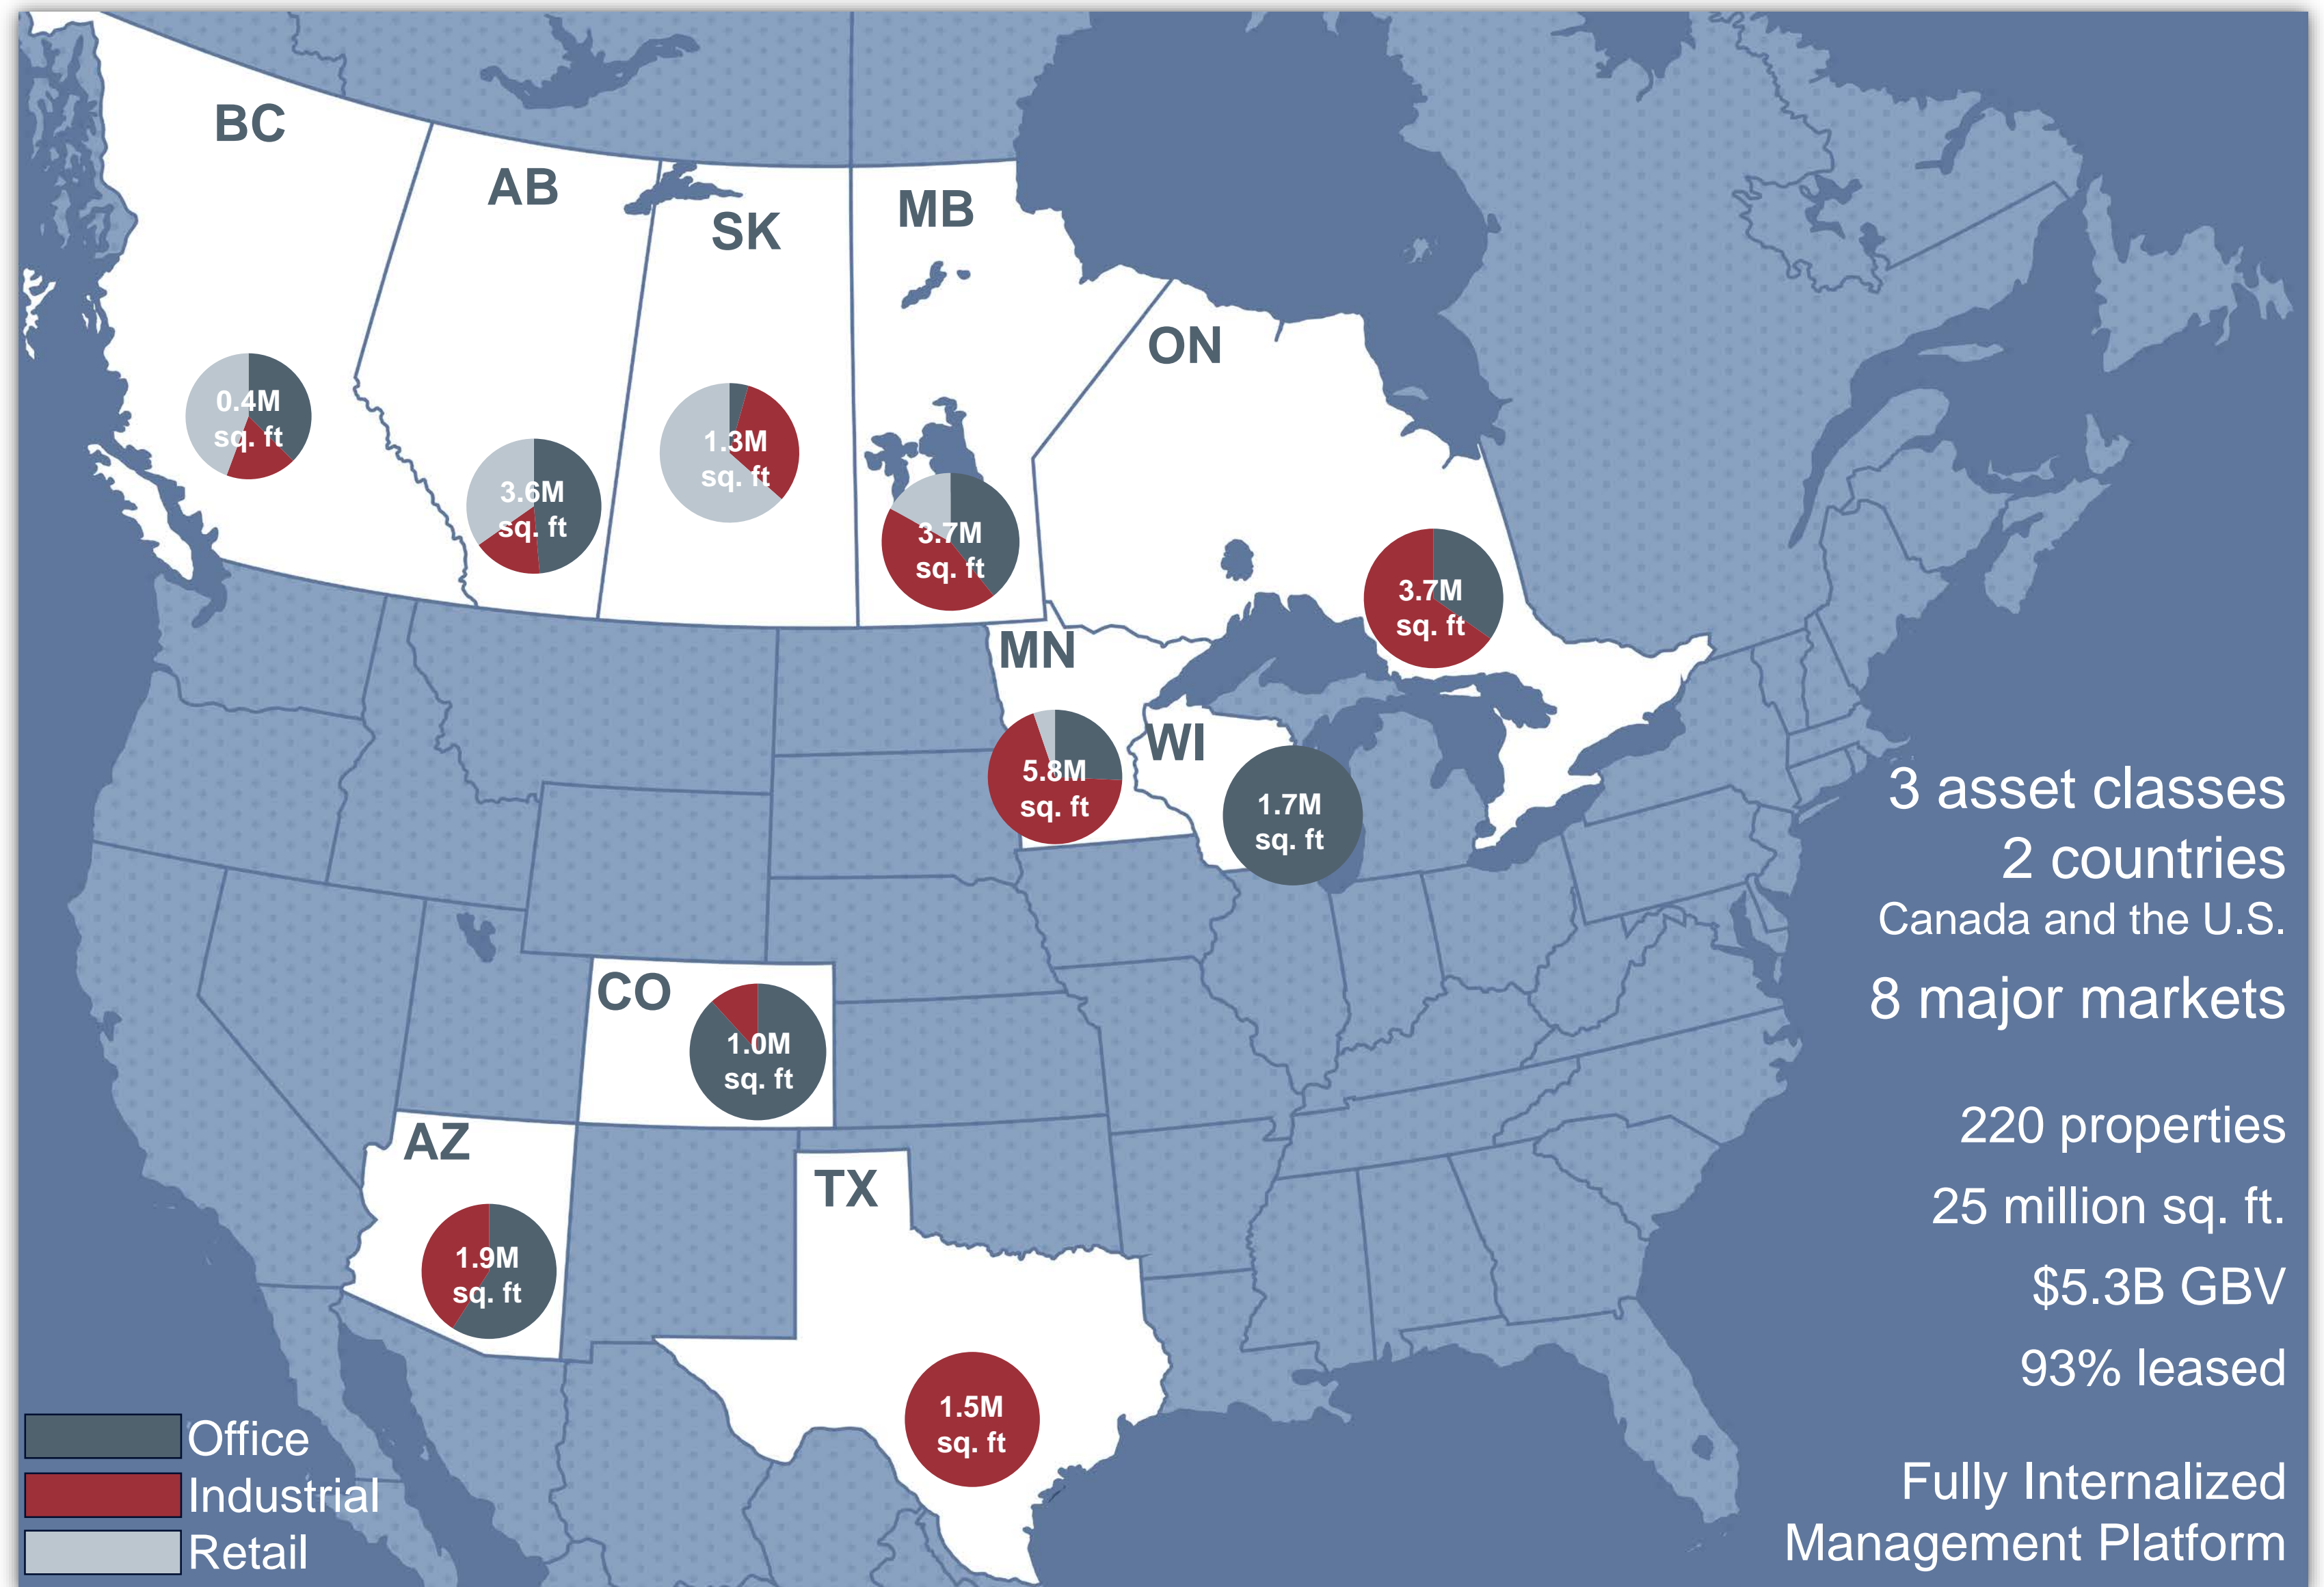 BC
AB
SK
MB
ON
0.4M
sq. ft
3.6M
sq. ft
1.3M
sq. ft
3.7M
sq. ft
3.7M
sq. ft
MN
5.8M
sq. ft
WI
1.7M
sq. ft
CO
1.0M
sq. ft
AZ
1.9M
sq. ft
TX
1.5M
sq. ft
3 asset classes
2 countries
Canada and the U.S.
8 major markets
220 properties
25 million sq. ft.
$5.3B GBV
93% leased
Fully Internalized
Management Platform
Office
Industrial
Retail